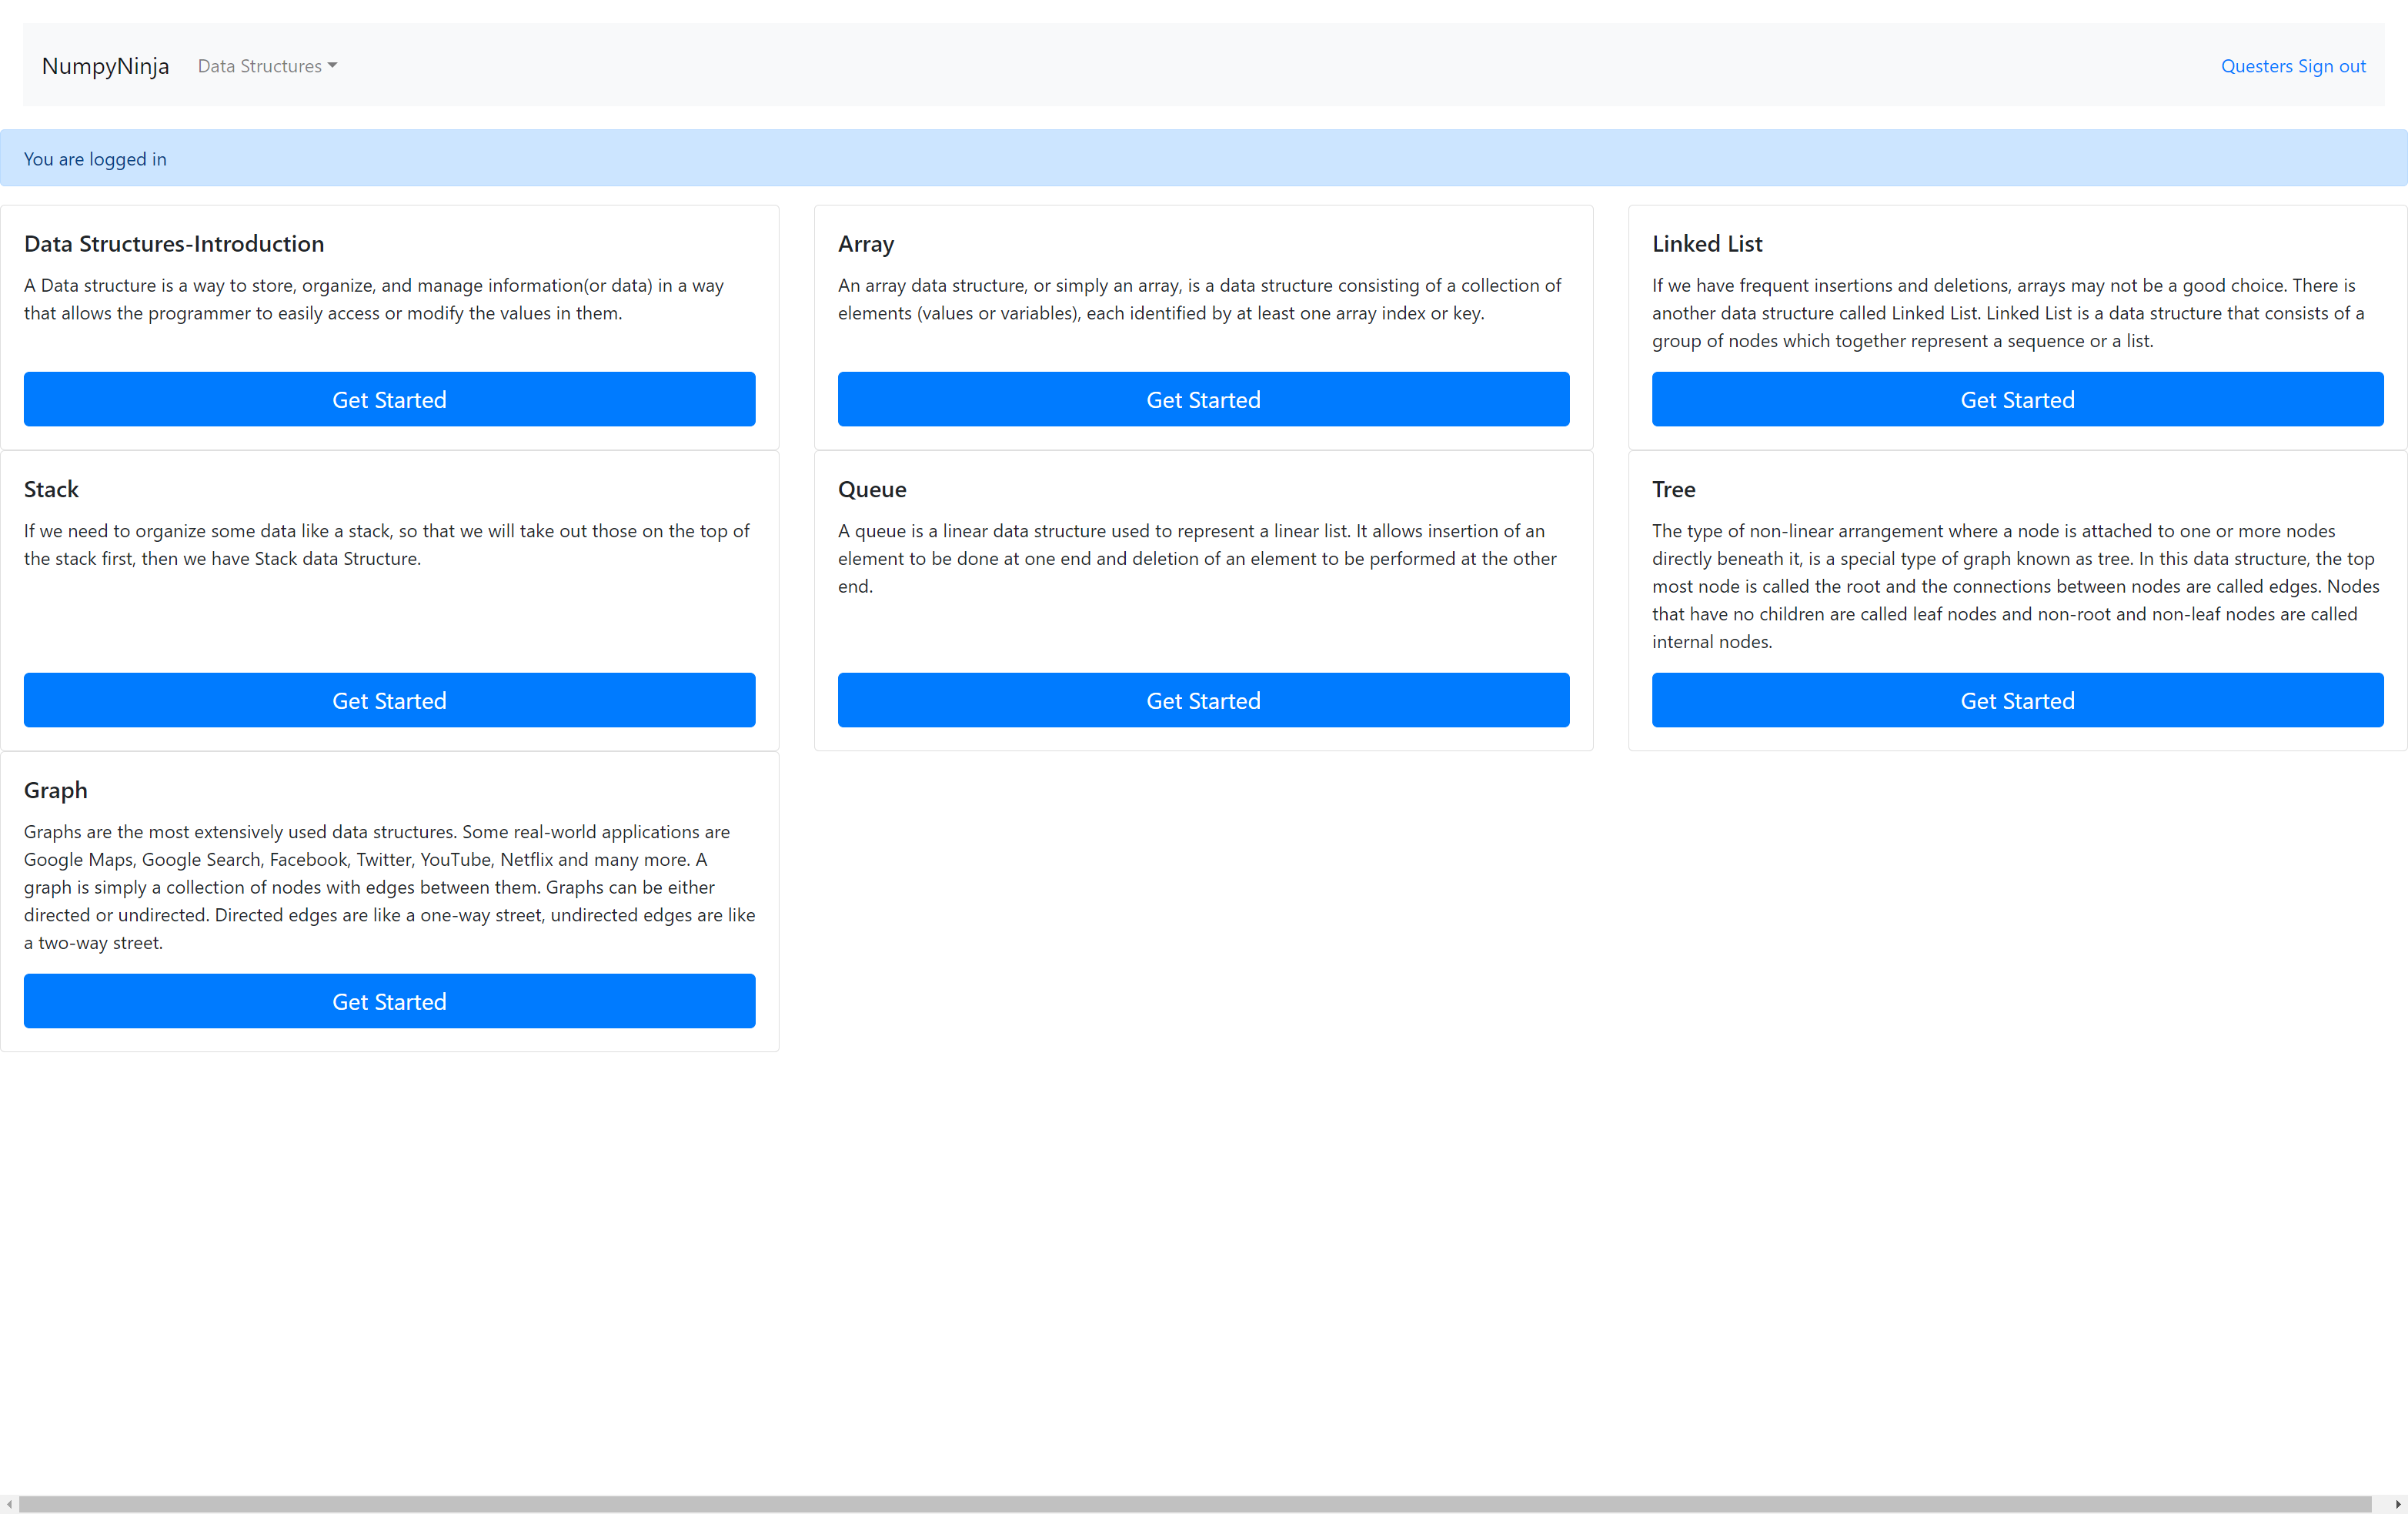 NumpyNinja
Data Structures
Questers Sign out
You are logged in
Data Structures-Introduction
A Data structure is a way to store, organize, and manage information(or data) in a way
that allows the programmer to easily access or modify the values in them.
Get Started
Array
An array data structure, or simply an array, is a data structure consisting of a collection of
elements (values or variables), each identified by at least one array index or key.
Get Started
Linked List
If we have frequent insertions and deletions, arrays may not be a good choice. There is
another data structure called Linked List. Linked List is a data structure that consists of a
group of nodes which together represent a sequence or a list.
Get Started
Stack
If we need to organize some data like a stack, so that we will take out those on the top of
the stack first, then we have Stack data Structure.
Get Started
Queue
A queue is a linear data structure used to represent a linear list. It allows insertion of an
element to be done at one end and deletion of an element to be performed at the other
end.
Get Started
Tree
The type of non-linear arrangement where a node is attached to one or more nodes
directly beneath it, is a special type of graph known as tree. In this data structure, the top
most node is called the root and the connections between nodes are called edges. Nodes
that have no children are called leaf nodes and non-root and non-leaf nodes are called
internal nodes.
Get Started
Graph
Graphs are the most extensively used data structures. Some real-world applications are
Google Maps, Google Search, Facebook, Twitter, YouTube, Netflix and many more. A
graph is simply a collection of nodes with edges between them. Graphs can be either
directed or undirected. Directed edges are like a one-way street, undirected edges are like
a two-way street.
Get Started